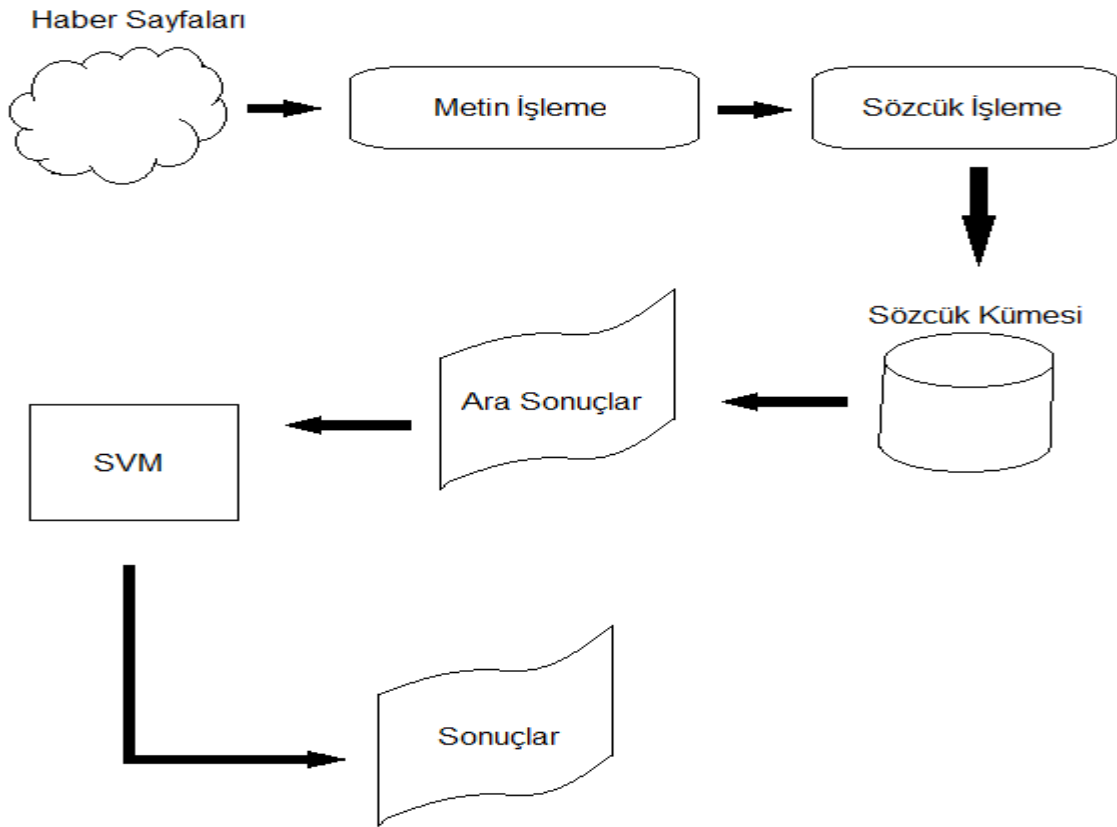 Haber Sayfaları
Metin İşleme
Sözcük İşleme
Sözcük Kümesi
Ara Sonuçlar
SVM
Sonuçlar